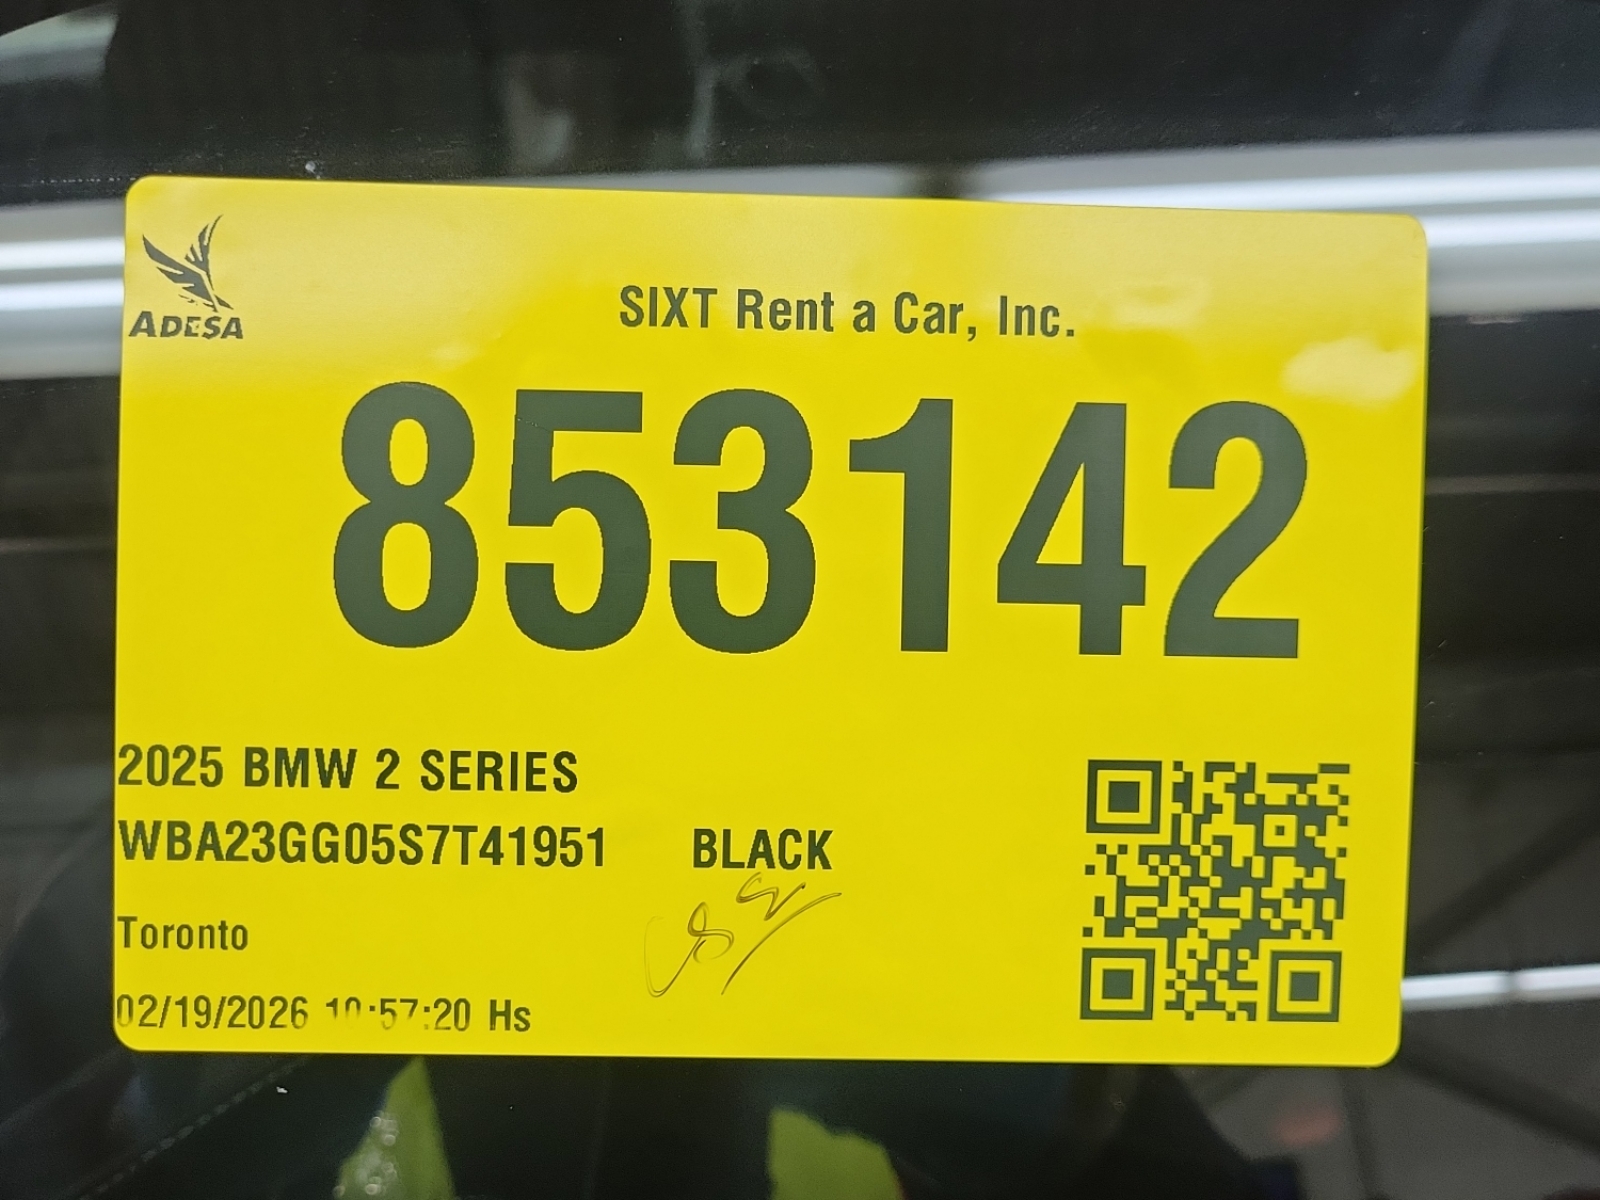 ADESA
SIXT Rent a Car, Inc.
853142
2025 BMW 2 SERIES
WBA23GG05S7T41951 BLACK
Toronto
02/19/2026 10:57:20 Hs